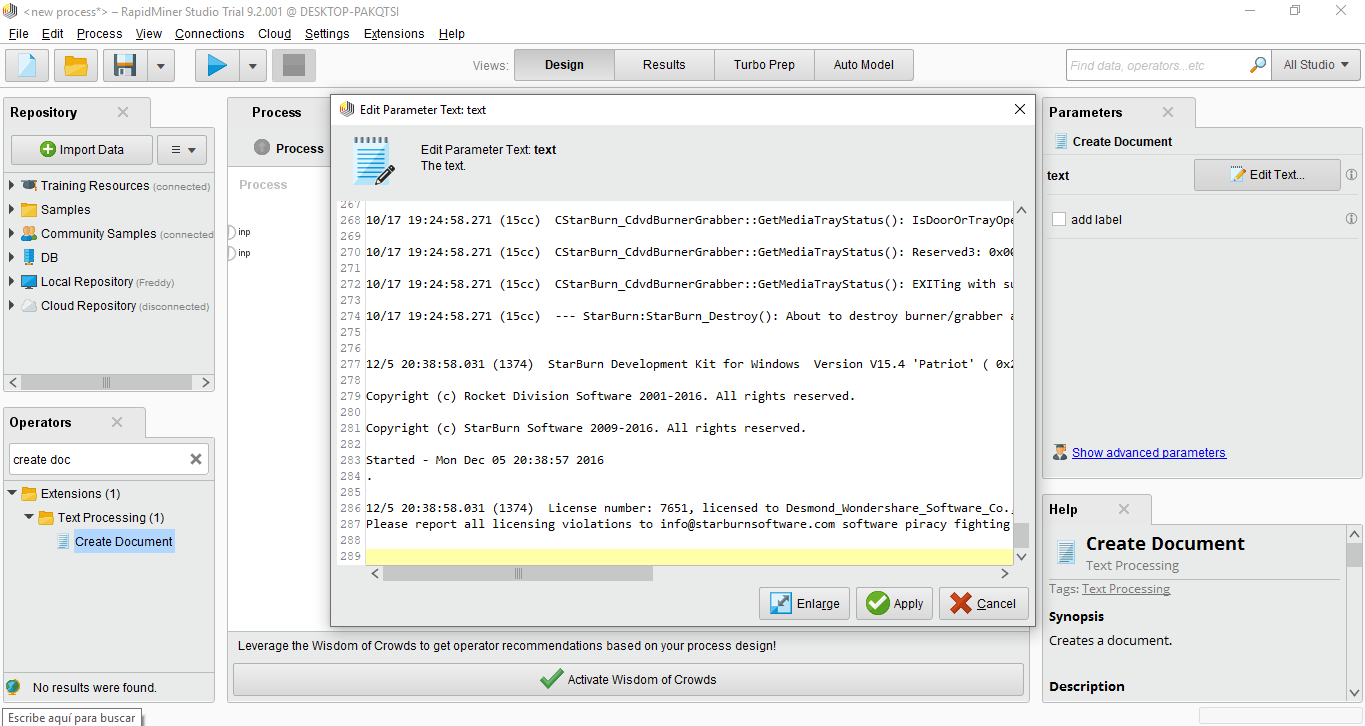 <new process*> – RapidMiner Studio Trial 9.2.001 @ DESKTOP-PAKQTSI
File Edit Process View Connections Cloud Settings Extensions Help
Views: Design Results Turbo Prep Auto Model Find data, operators...etc All Studio
Repository
Import Data
Training Resources (connected)
Samples
Community Samples (connected
DB
Local Repository (Freddy)
Cloud Repository (disconnected)
Operators
create doc
Extensions (1)
Text Processing (1)
Create Document
No results were found.
Escribe aquí para buscar
Process
Process
Process
inp
inp
Edit Parameter Text: text
Edit Parameter Text: text
The text.
267
268 10/17 19:24:58.271 (15cc) CStarBurn_CdvdBurnerGrabber::GetMediaTrayStatus(): IsDoorOrTrayOpe
269
270 10/17 19:24:58.271 (15cc) CStarBurn_CdvdBurnerGrabber::GetMediaTrayStatus(): Reserved3: 0x00
271
272 10/17 19:24:58.271 (15cc) CStarBurn_CdvdBurnerGrabber::GetMediaTrayStatus(): EXITing with su
273
274 10/17 19:24:58.271 (15cc) --- StarBurn:StarBurn_Destroy(): About to destroy burner/grabber a
275
276
277 12/5 20:38:58.031 (1374) StarBurn Development Kit for Windows Version V15.4 'Patriot' ( 0x2
278
279 Copyright (c) Rocket Division Software 2001-2016. All rights reserved.
280
281 Copyright (c) StarBurn Software 2009-2016. All rights reserved.
282
283 Started - Mon Dec 05 20:38:57 2016
284 .
285
286 12/5 20:38:58.031 (1374) License number: 7651, licensed to Desmond_Wondershare_Software_Co.,
287 Please report all licensing violations to info@starburnsoftware.com software piracy fighting
288
289
Enlarge Apply Cancel
Leverage the Wisdom of Crowds to get operator recommendations based on your process design!
Activate Wisdom of Crowds
Parameters
Create Document
text Edit Text...
add label
Show advanced parameters
Help
Create Document
Text Processing
Tags: Text Processing
Synopsis
Creates a document.
Description